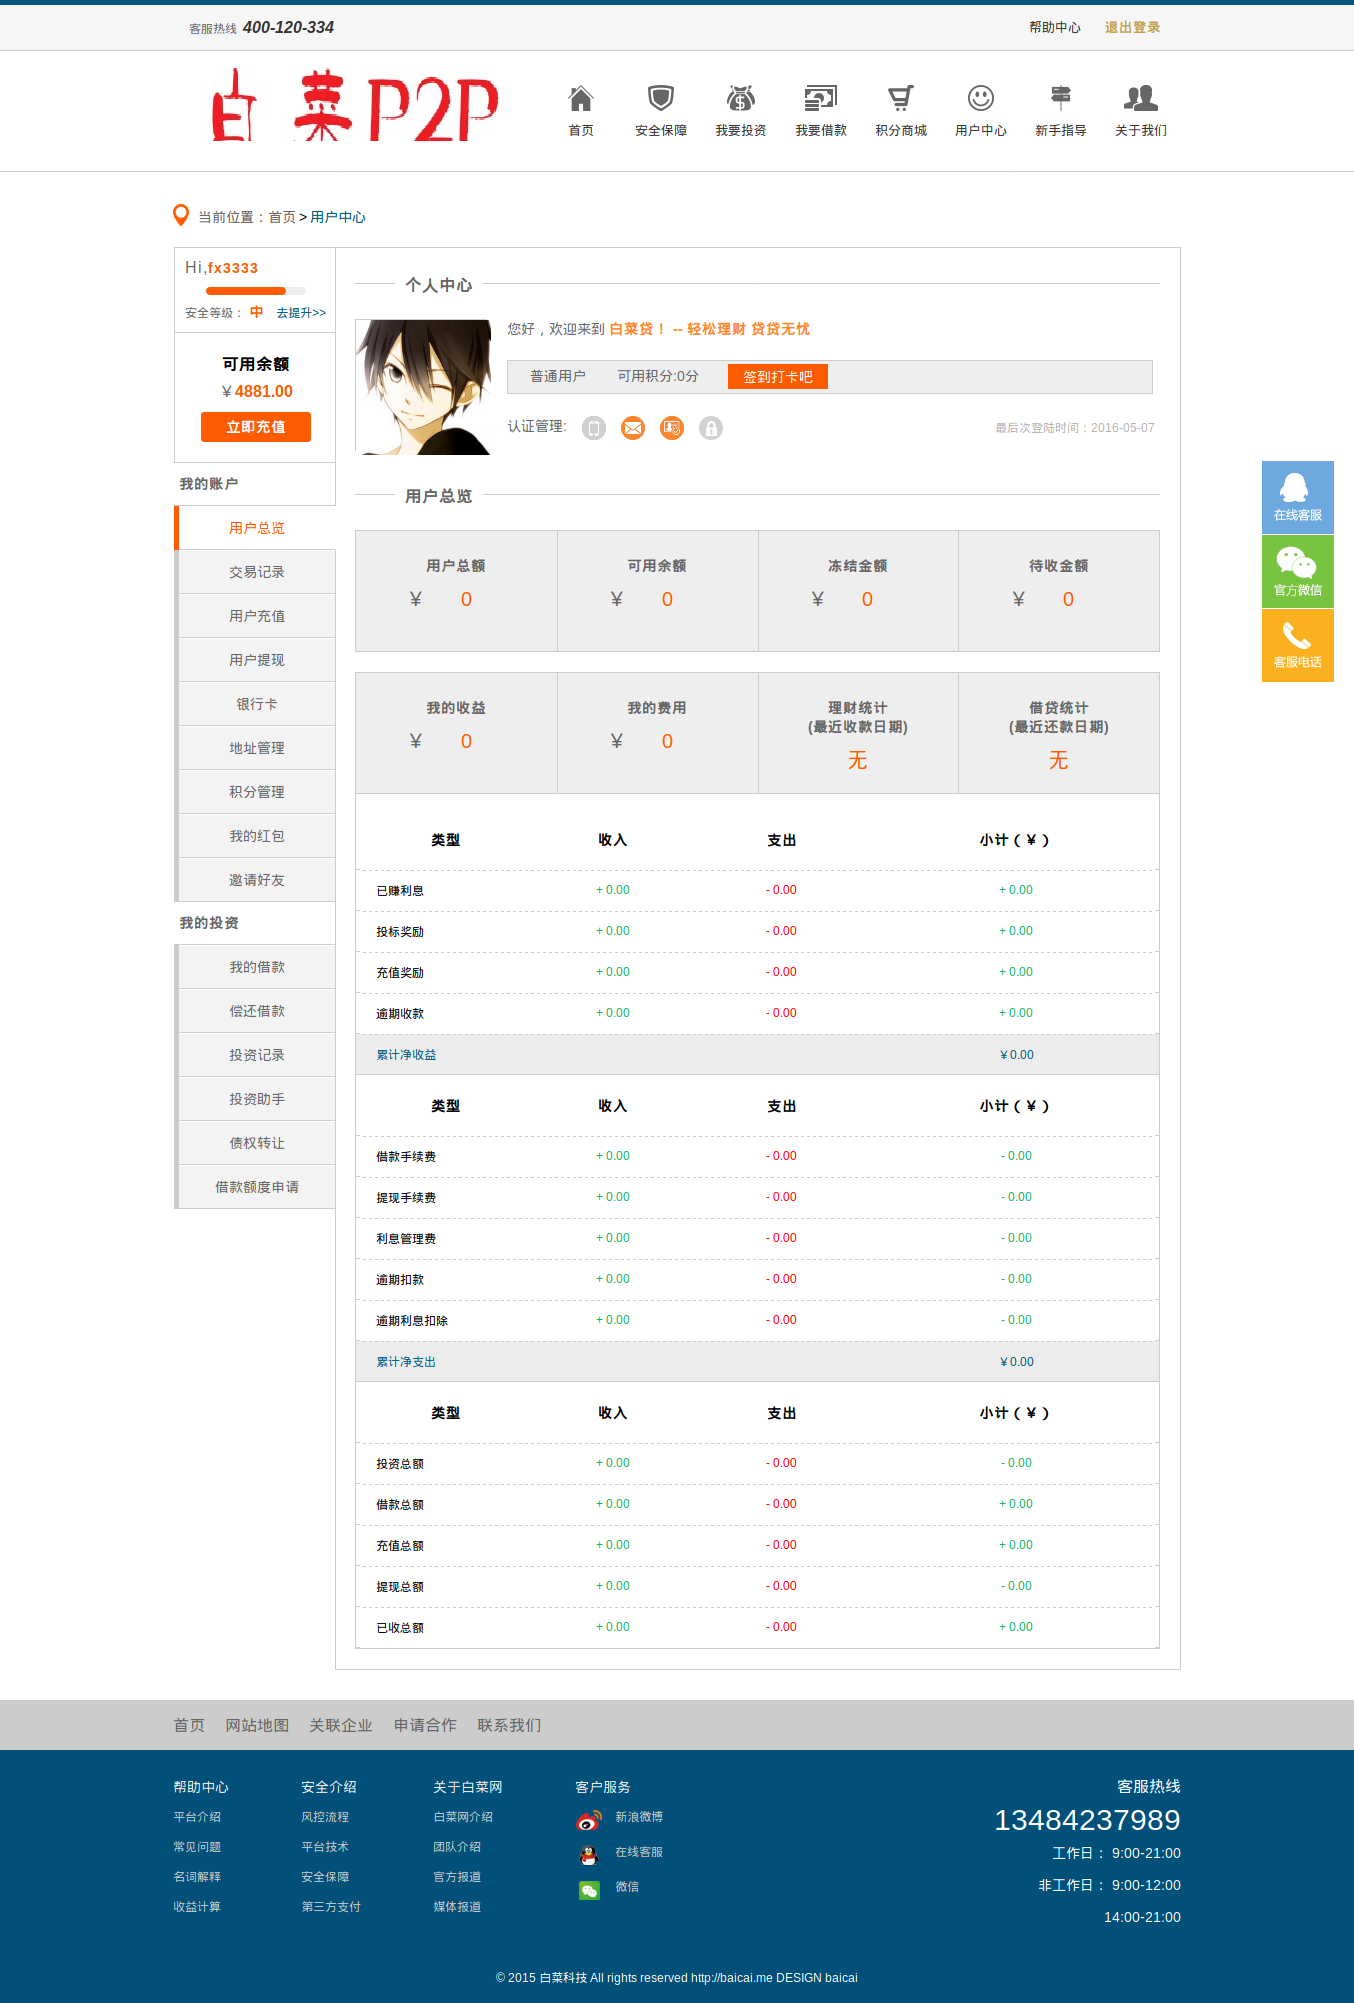 客服热线 400-120-334
帮助中心 退出登录
白菜P2P
首页 安全保障 我要投资 我要借款 积分商城 用户中心 新手指导 关于我们
当前位置：首页 > 用户中心
Hi,fx3333
安全等级： 中 去提升>>
可用余额
￥4881.00
立即充值
我的账户
用户总览
交易记录
用户充值
用户提现
银行卡
地址管理
积分管理
我的红包
邀请好友
我的投资
我的借款
偿还借款
投资记录
投资助手
债权转让
借款额度申请
个人中心
您好，欢迎来到 白菜贷！ -- 轻松理财 贷贷无忧
普通用户 可用积分:0分 签到打卡吧
认证管理:
最后次登陆时间：2016-05-07
用户总览
用户总额 可用余额 冻结金额 待收金额
￥ 0 ￥ 0 ￥ 0 ￥ 0
我的收益 我的费用 理财统计 借贷统计
(最近收款日期) (最近还款日期)
￥ 0 ￥ 0 无 无
类型 收入 支出 小计（￥）
已赚利息 + 0.00 - 0.00 + 0.00
投标奖励 + 0.00 - 0.00 + 0.00
充值奖励 + 0.00 - 0.00 + 0.00
逾期收款 + 0.00 - 0.00 + 0.00
累计净收益 ￥0.00
类型 收入 支出 小计（￥）
借款手续费 + 0.00 - 0.00 - 0.00
提现手续费 + 0.00 - 0.00 - 0.00
利息管理费 + 0.00 - 0.00 - 0.00
逾期扣款 + 0.00 - 0.00 - 0.00
逾期利息扣除 + 0.00 - 0.00 - 0.00
累计净支出 ￥0.00
类型 收入 支出 小计（￥）
投资总额 + 0.00 - 0.00 - 0.00
借款总额 + 0.00 - 0.00 + 0.00
充值总额 + 0.00 - 0.00 + 0.00
提现总额 + 0.00 - 0.00 - 0.00
已收总额 + 0.00 - 0.00 + 0.00
在线客服
官方微信
客服电话
首页 网站地图 关联企业 申请合作 联系我们
帮助中心
平台介绍
常见问题
名词解释
收益计算
安全介绍
风控流程
平台技术
安全保障
第三方支付
关于白菜网
白菜网介绍
团队介绍
官方报道
媒体报道
客户服务
新浪微博
在线客服
微信
客服热线
13484237989
工作日： 9:00-21:00
非工作日： 9:00-12:00
14:00-21:00
© 2015 白菜科技 All rights reserved http://baicai.me DESIGN baicai